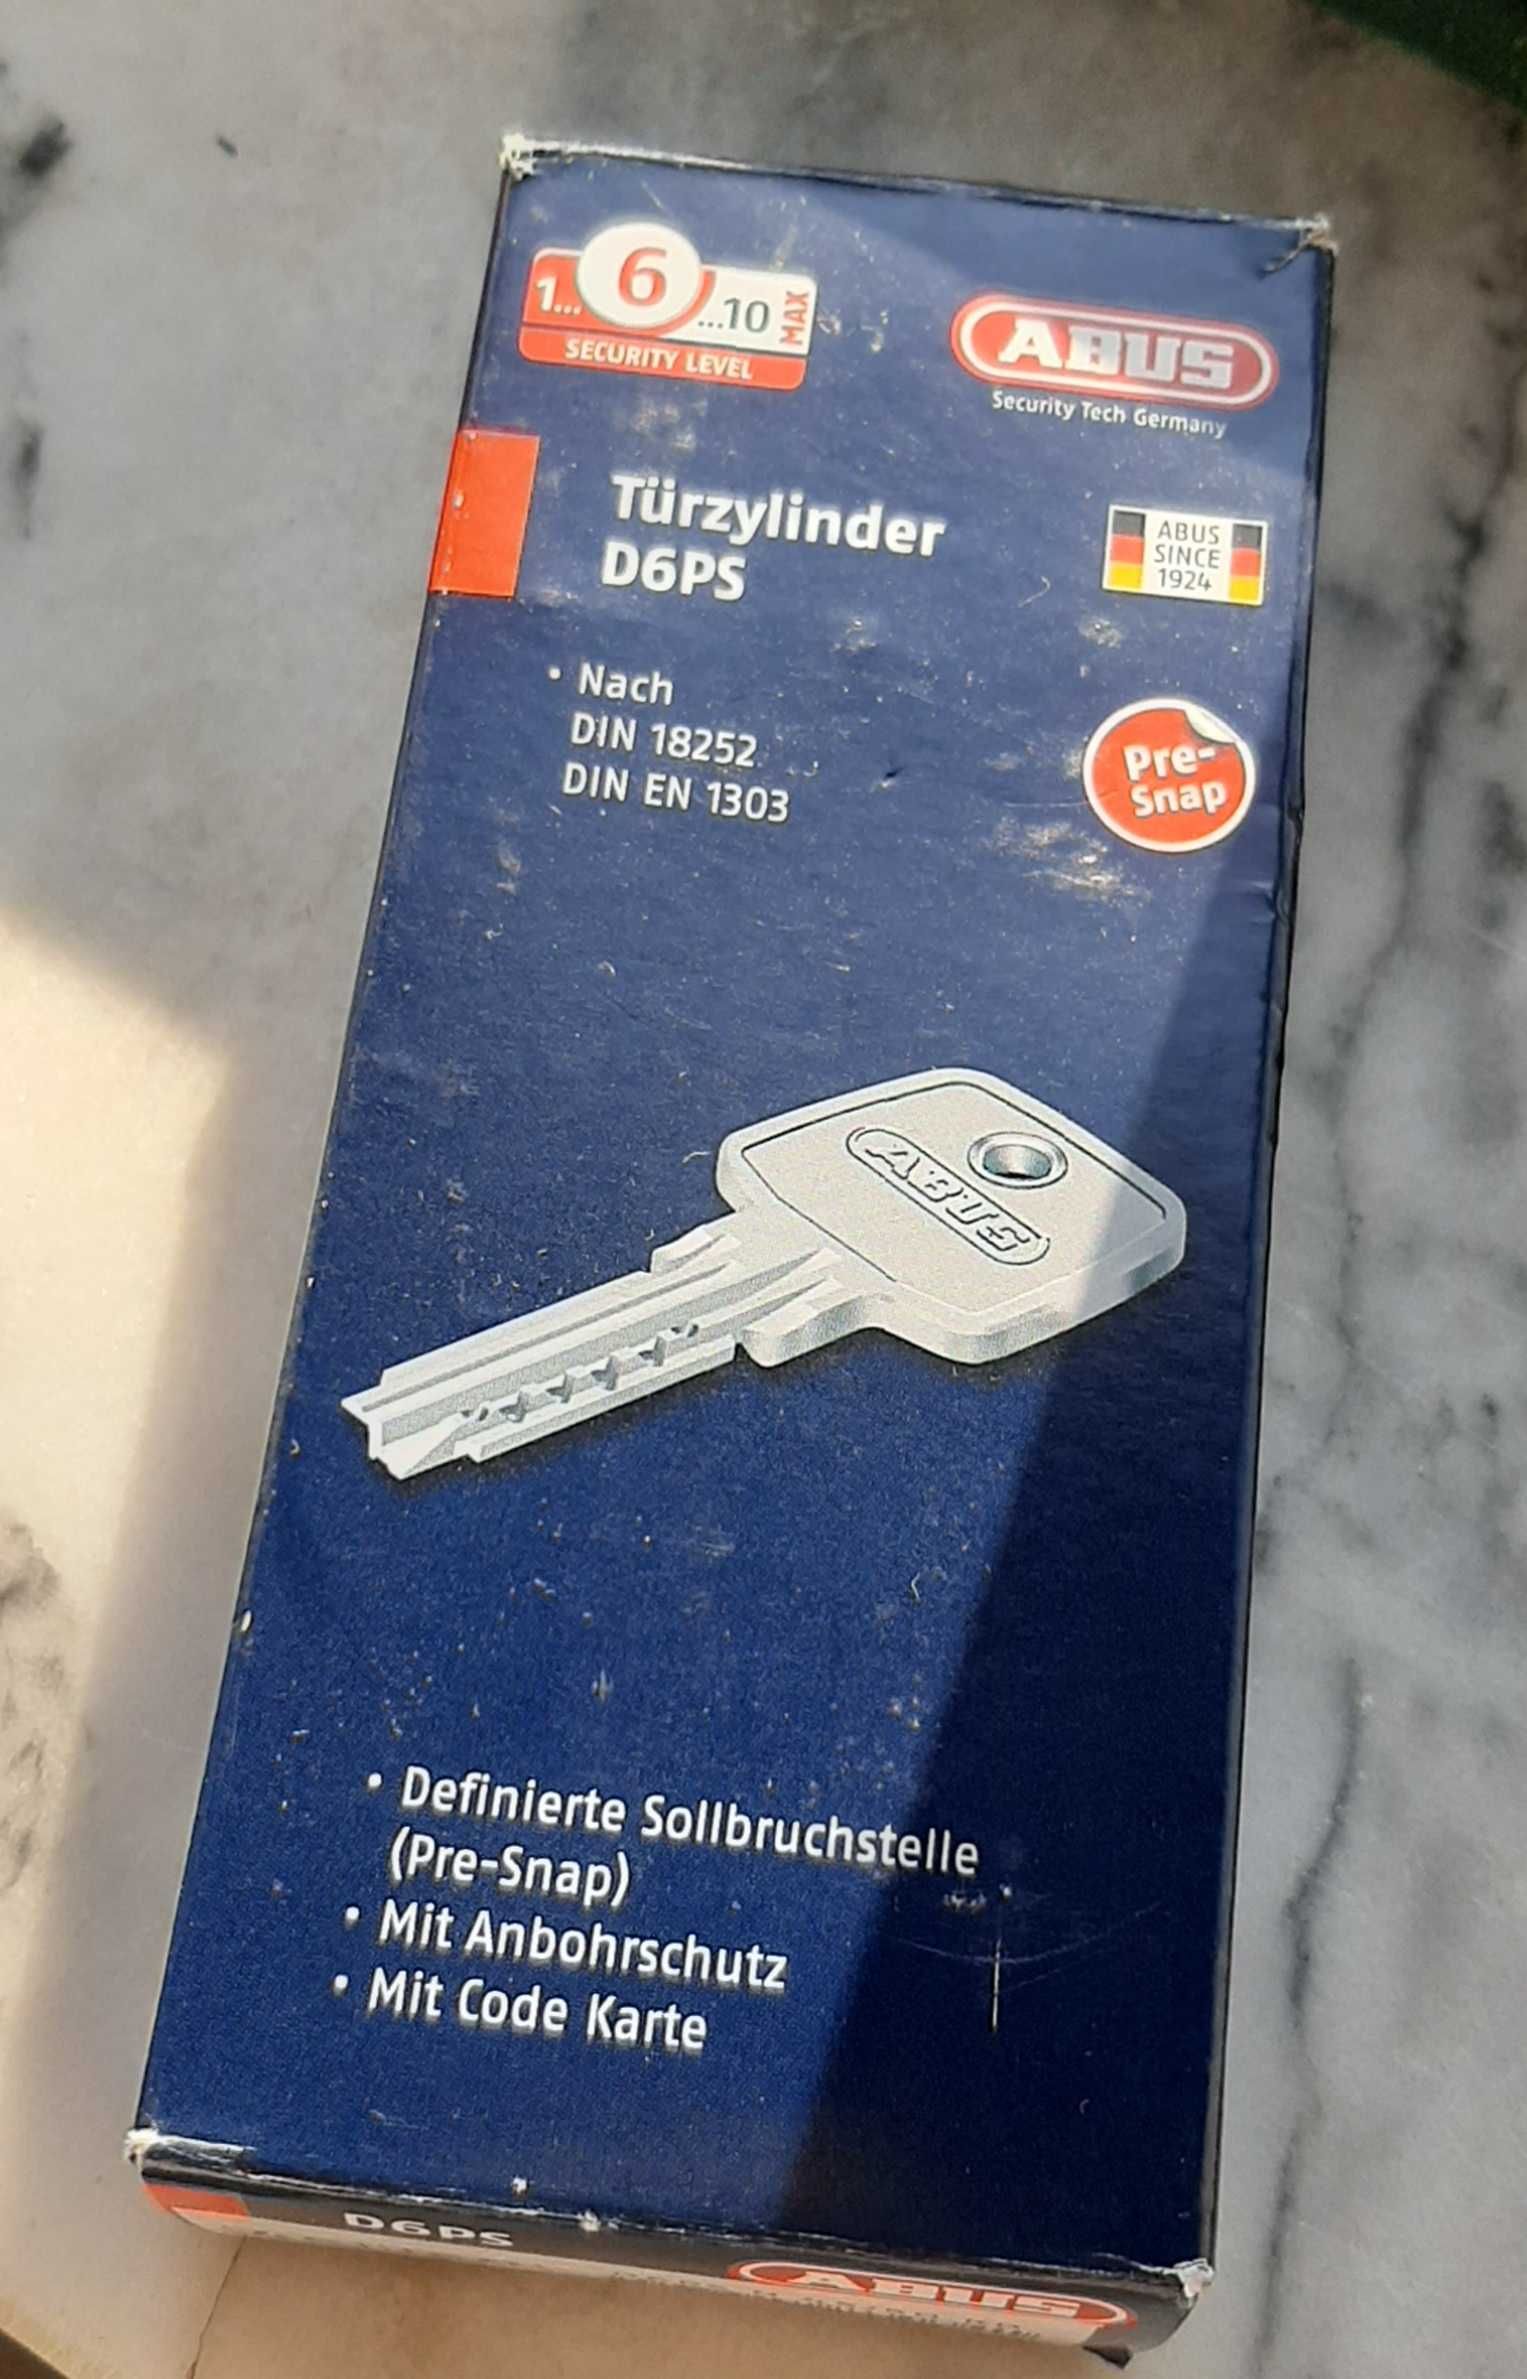 1... 6 ...10 MAX
SECURITY LEVEL
ABUS
Security Tech Germany
Türzylinder
D6PS
ABUS
SINCE
1924
• Nach
DIN 18252
DIN EN 1303
Pre-
Snap
ABUS
• Definierte Sollbruchstelle
(Pre-Snap)
• Mit Anbohrschutz
• Mit Code Karte
D6PS
ABUS